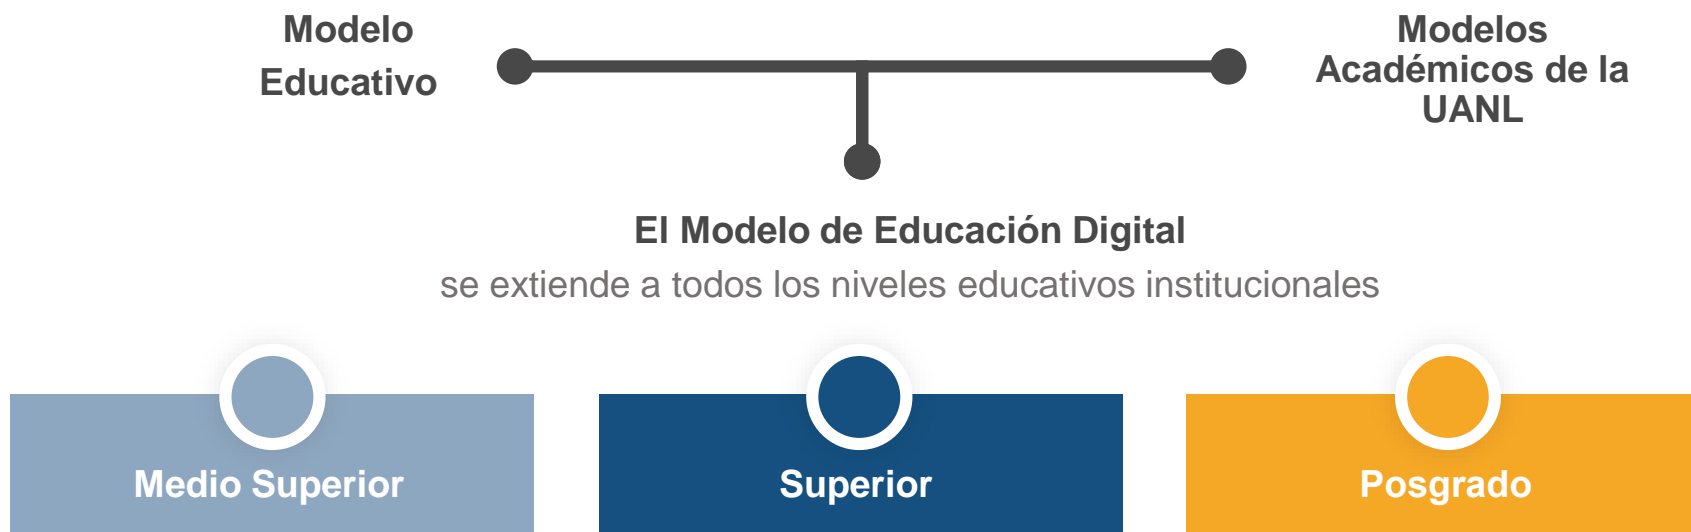 Modelo
Educativo
Modelos
Académicos de la
UANL
El Modelo de Educación Digital
se extiende a todos los niveles educativos institucionales
Medio Superior
Superior
Posgrado